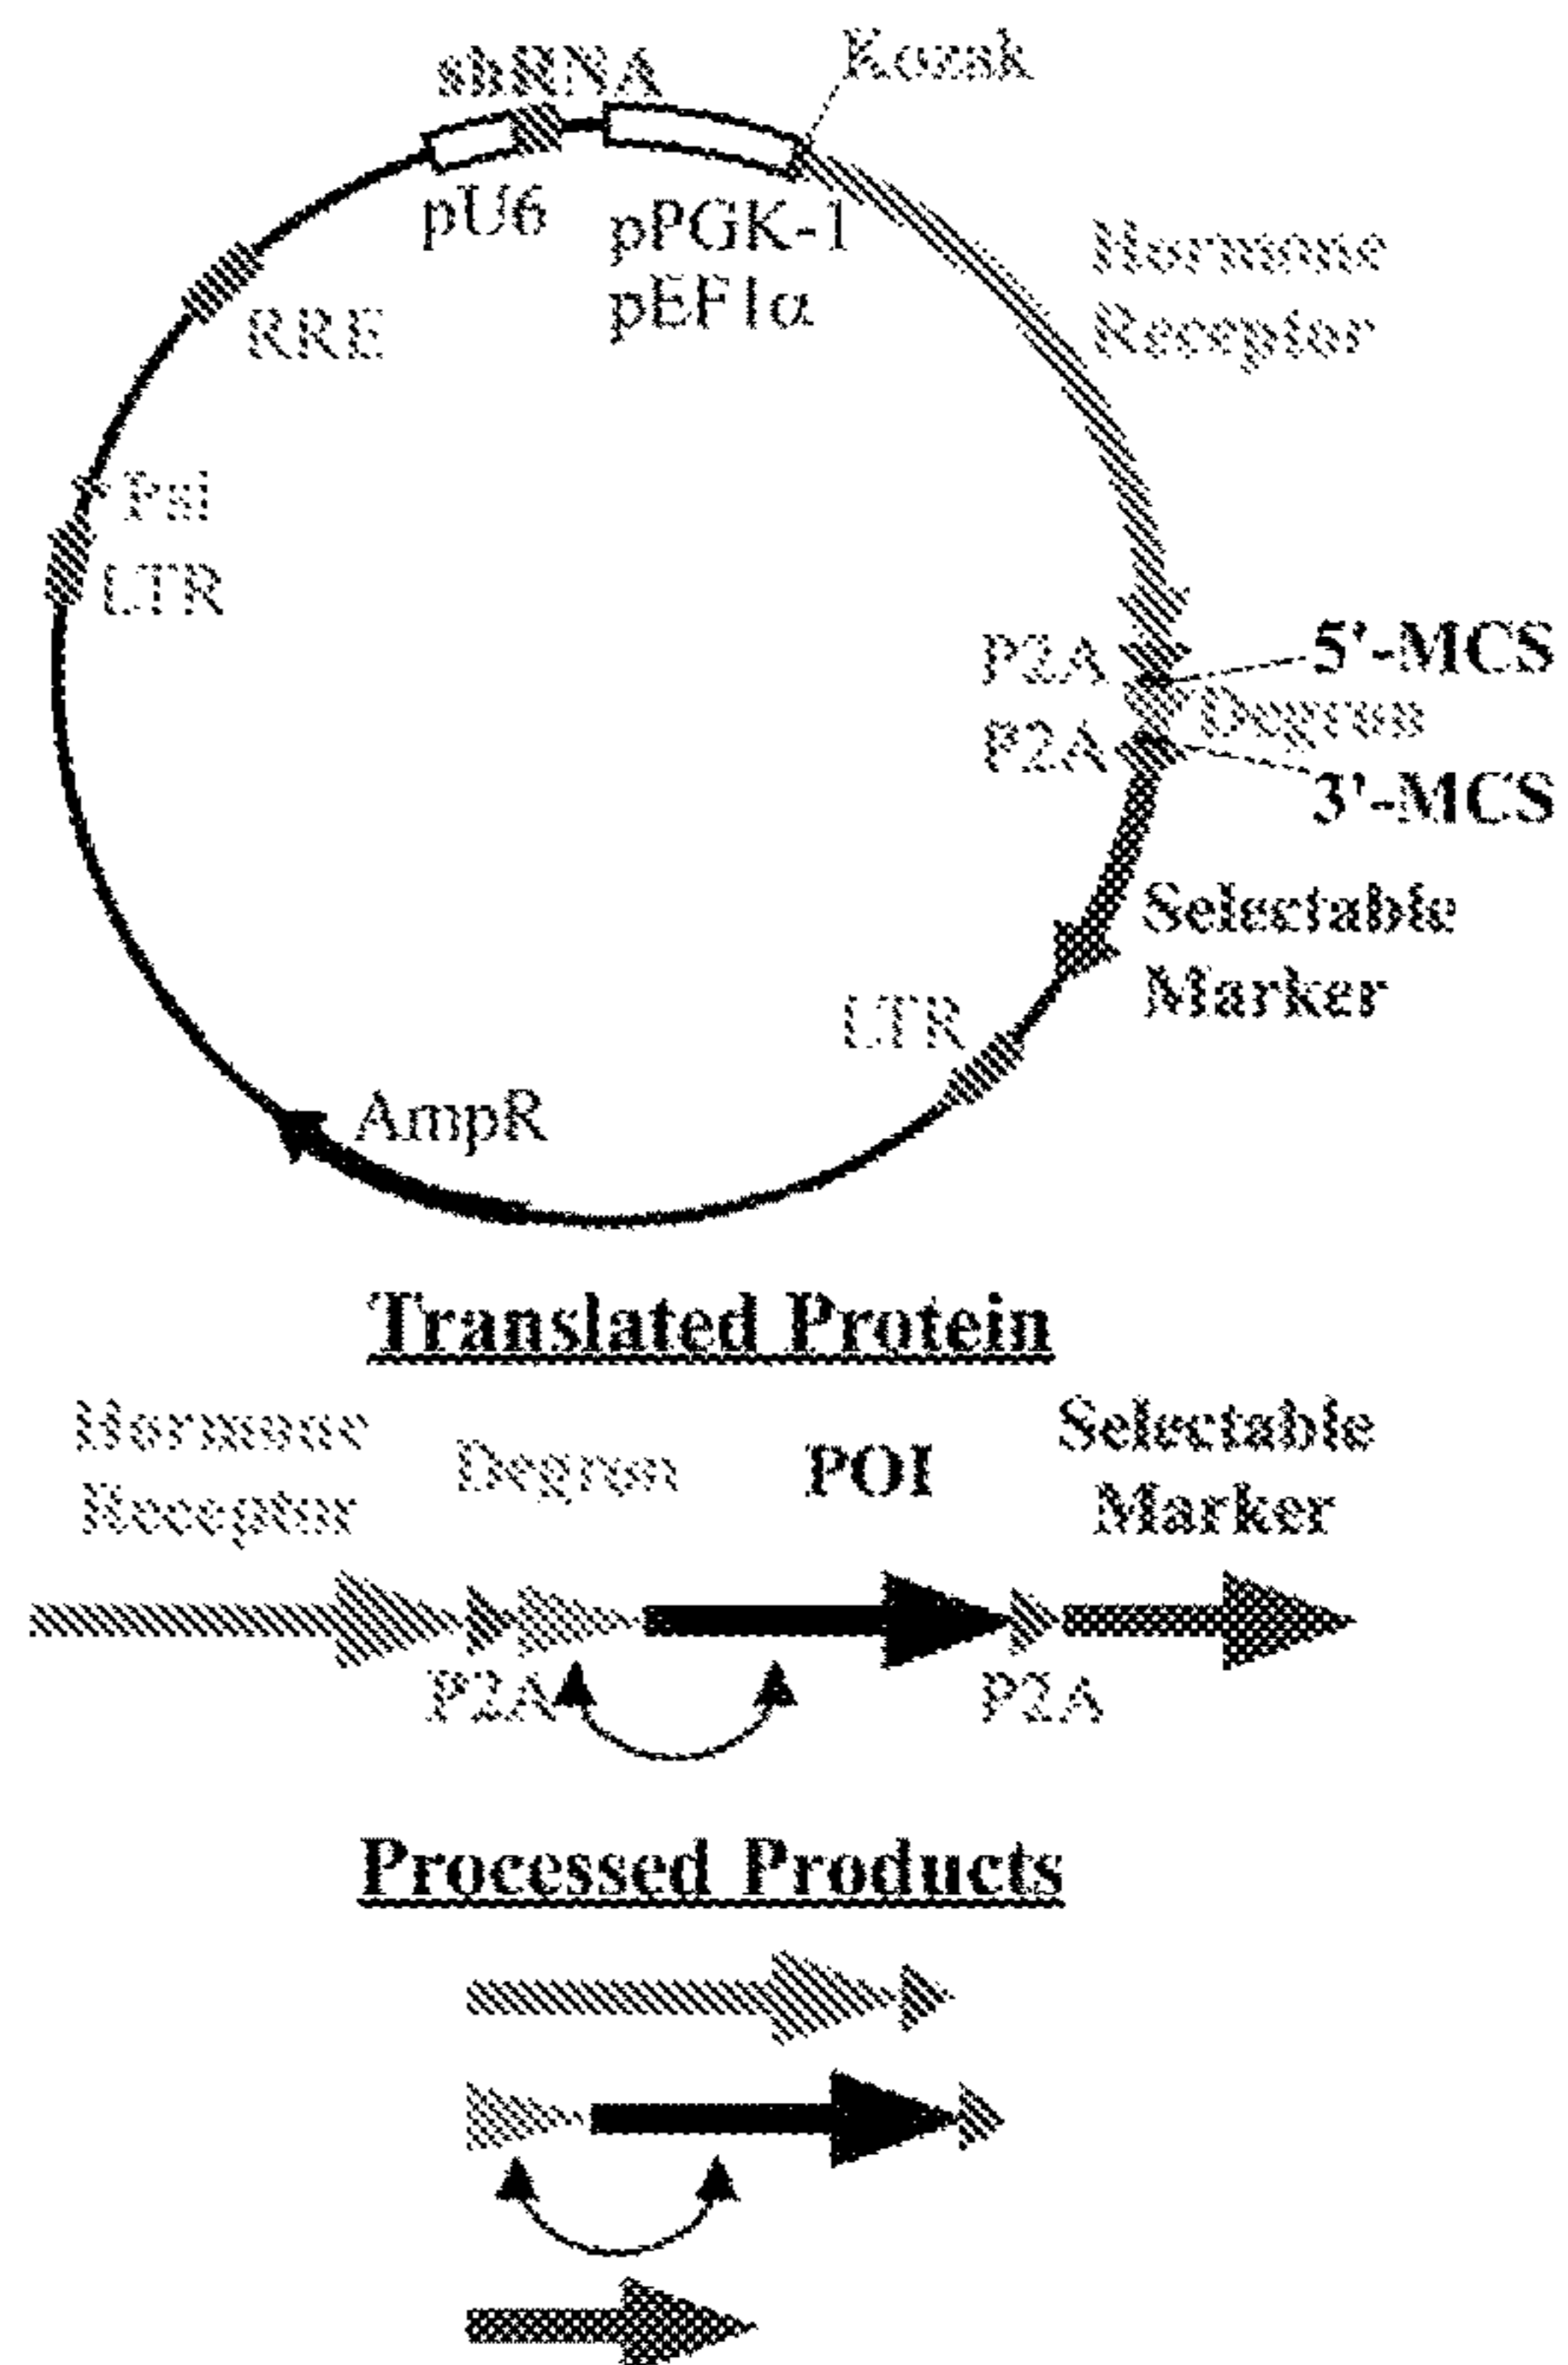 shRNA
Kozak
pU6
pPGK-1
pEF1α
Hormone
Receptor
RRE
Psi
LTR
P2A
5'-MCS
Degron
P2A
3'-MCS
Selectable
Marker
LTR
AmpR
Translated Protein
Hormone
Receptor
Degron
POI
Selectable
Marker
P2A
P2A
Processed Products